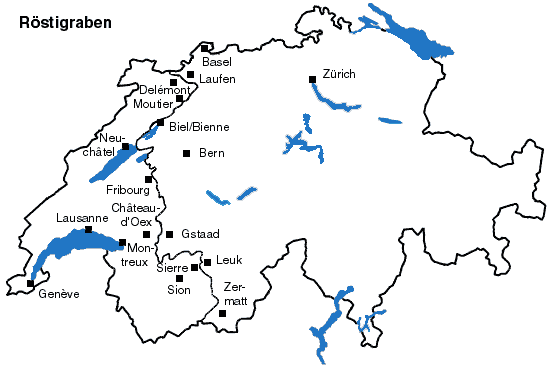 Röstigraben
Basel
Zürich
Laufen
Delémont
Moutier
Biel/Bienne
Neu-
châtel
Bern
Fribourg
Château-
d'Oex
Lausanne
Gstaad
Mon-
treux
Leuk
Sierre
Sion
Zer-
matt
Genève